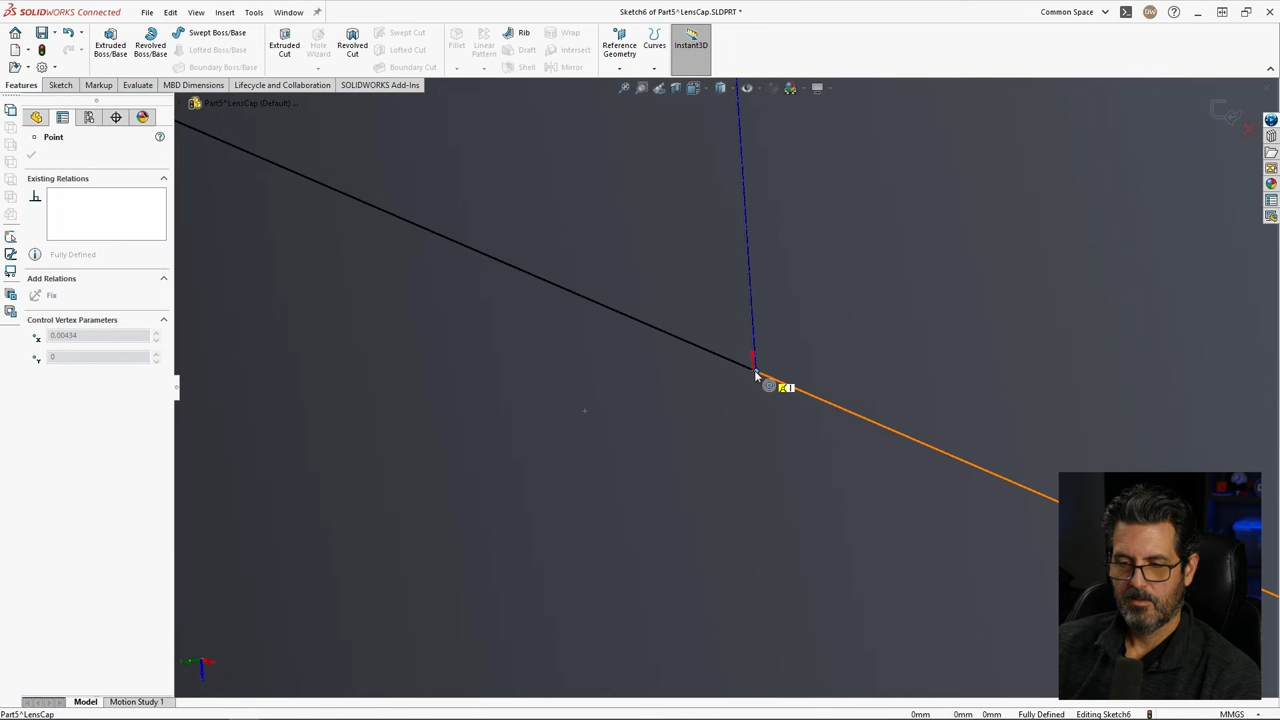 SOLIDWORKS Connected
File Edit View Insert Tools Window
Sketch6 of Part5^LensCap.SLDPRT *
Common Space
DW
Extruded Boss/Base
Revolved Boss/Base
Swept Boss/Base
Lofted Boss/Base
Boundary Boss/Base
Extruded Cut
Hole Wizard
Revolved Cut
Swept Cut
Lofted Cut
Boundary Cut
Fillet
Linear Pattern
Rib
Draft
Shell
Wrap
Intersect
Mirror
Reference Geometry
Curves
Instant3D
Features Sketch Markup Evaluate MBD Dimensions Lifecycle and Collaboration SOLIDWORKS Add-Ins
Part5^LensCap (Default) ...
Point
Existing Relations
Fully Defined
Add Relations
Fix
Control Vertex Parameters
0.00434
0
Model Motion Study 1
Part5^LensCap
0mm 0mm 0mm Fully Defined Editing Sketch6 MMGS